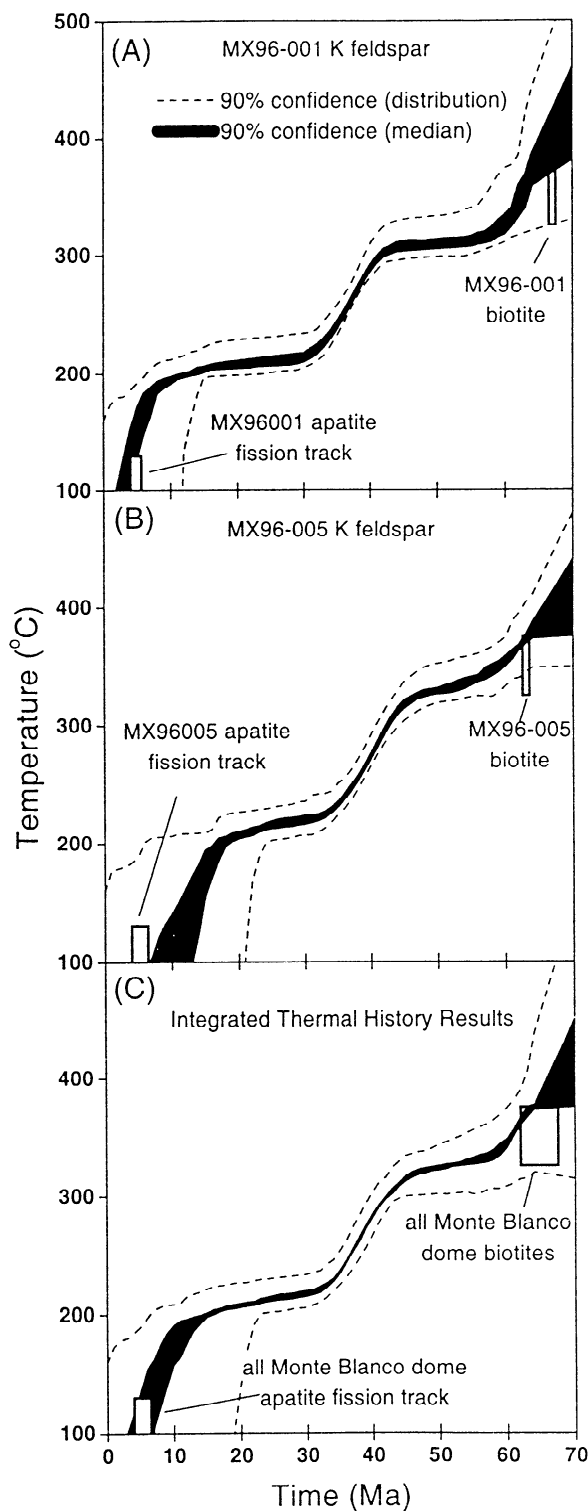 500
(A)
MX96-001 K feldspar
90% confidence (distribution)
90% confidence (median)
400
300
MX96-001
biotite
200
MX96001 apatite
fission track
100
(B)
MX96-005 K feldspar
400
Temperature (°C)
300
MX96005 apatite
fission track
MX96-005
biotite
200
100
(C)
Integrated Thermal History Results
400
300
all Monte Blanco
dome biotites
200
all Monte Blanco dome
apatite fission track
100
0 10 20 30 40 50 60 70
Time (Ma)